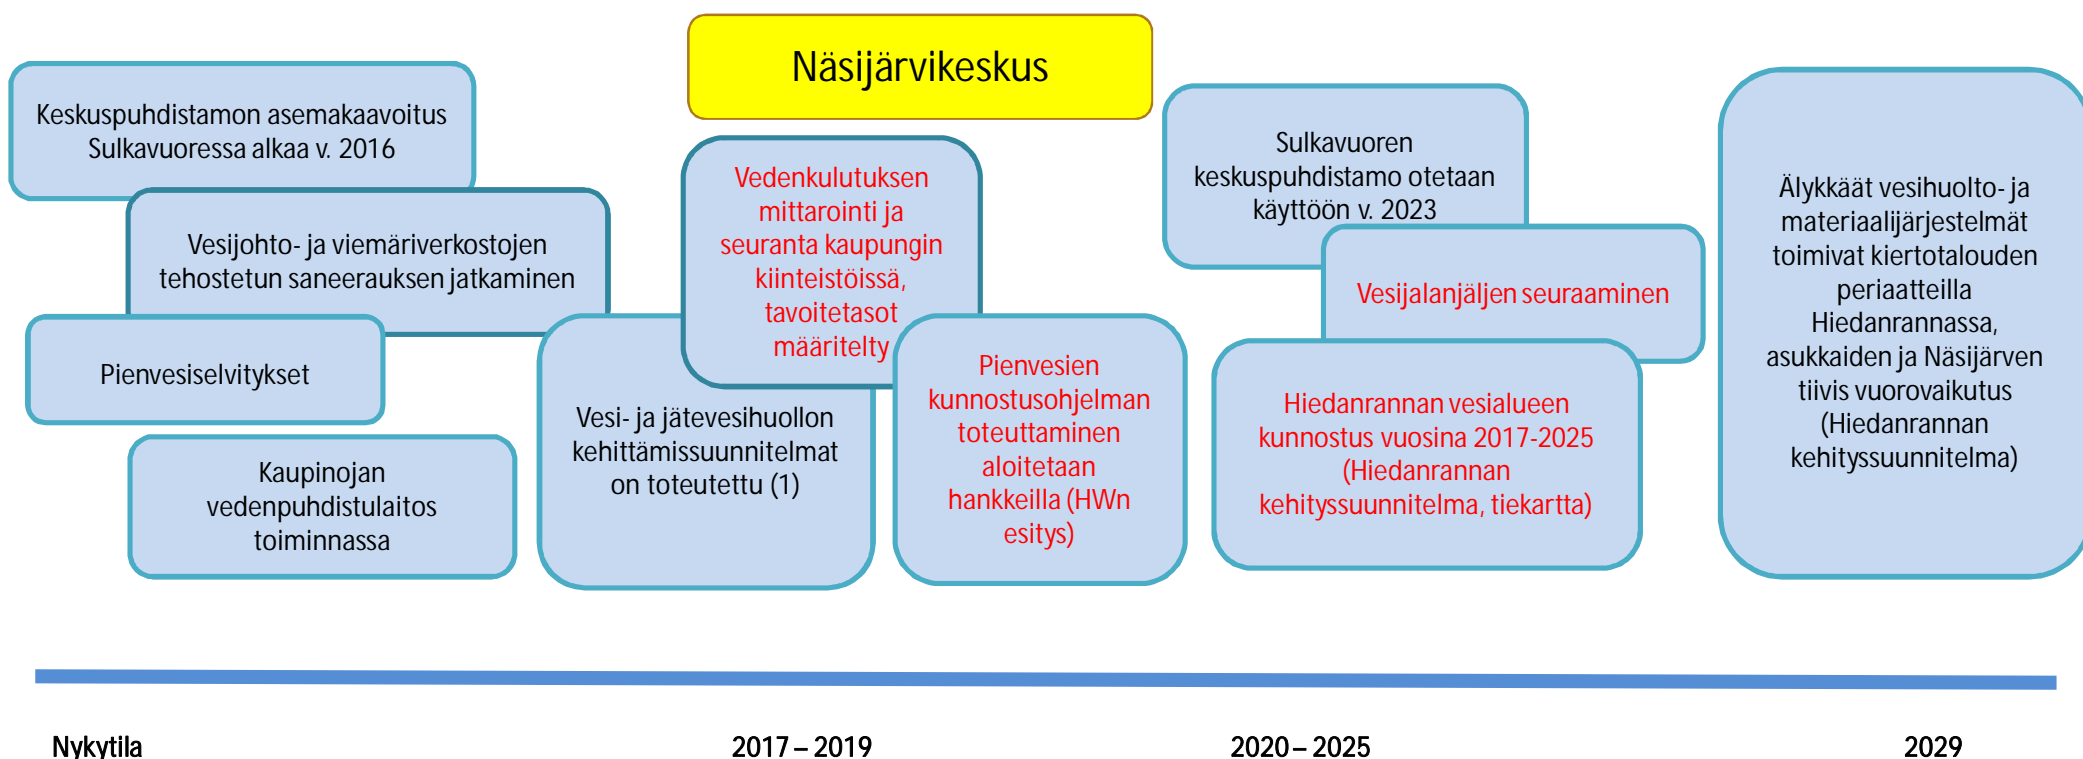 Näsijärvikeskus
Keskuspuhdistamon asemakaavoitus
Sulkavuoressa alkaa v. 2016
Vesijohto- ja viemäriverkostojen
tehostetun saneerauksen jatkaminen
Pienvesiselvitykset
Kaupinojan
vedenpuhdistulaitos
toiminnassa
Vedenkulutuksen
mittarointi ja
seuranta kaupungin
kiinteistöissä,
tavoitetasot
määritelty
Vesi- ja jätevesihuollon
kehittämissuunnitelmat
on toteutettu (1)
Pienvesien
kunnostusohjelman
toteuttaminen
aloitetaan
hankkeilla (HWn
esitys)
Sulkavuoren
keskuspuhdistamo otetaan
käyttöön v. 2023
Vesijalanjäljen seuraaminen
Hiedanrannan vesialueen
kunnostus vuosina 2017-2025
(Hiedanrannan
kehityssuunnitelma, tiekartta)
Älykkäät vesihuolto- ja
materiaalijärjestelmät
toimivat kiertotalouden
periaatteilla
Hiedanrannassa,
asukkaiden ja Näsijärven
tiivis vuorovaikutus
(Hiedanrannan
kehityssuunnitelma)
Nykytila
2017 – 2019
2020 – 2025
2029